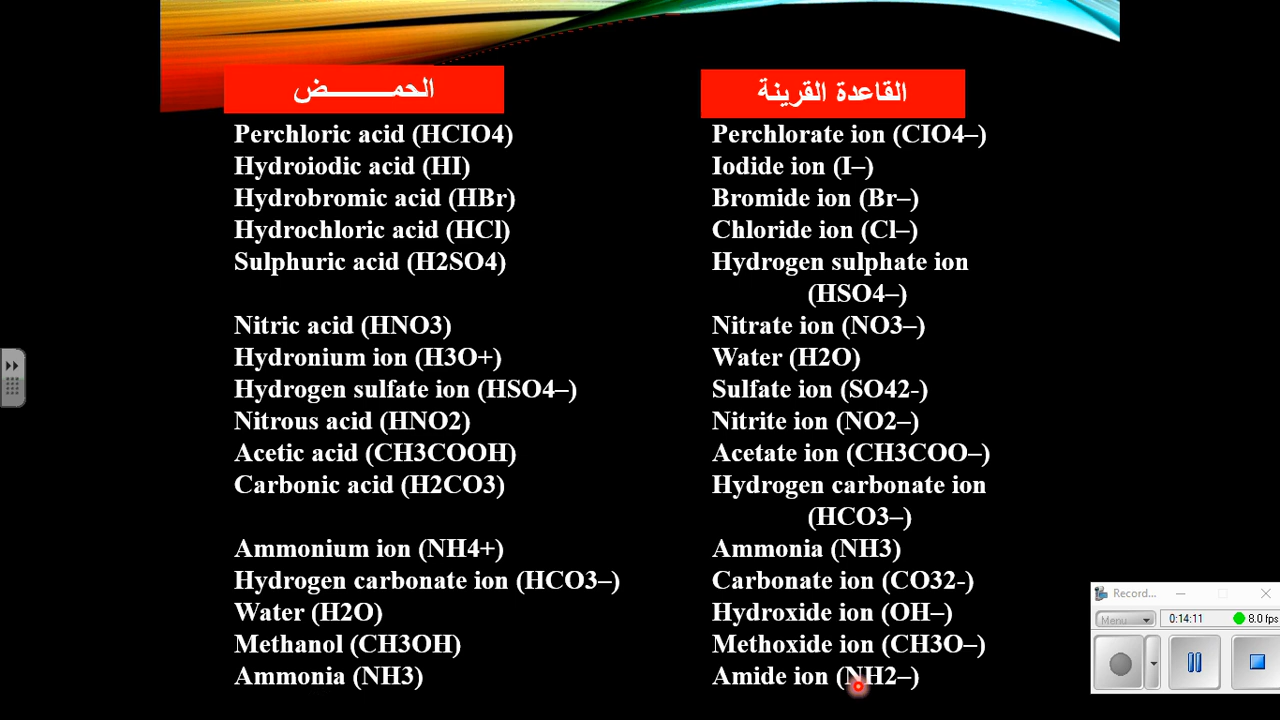 الحمـــــــــــض
القاعدة القرينة
Perchloric acid (HCIO4)
Perchlorate ion (CIO4–)
Hydroiodic acid (HI)
Iodide ion (I–)
Hydrobromic acid (HBr)
Bromide ion (Br–)
Hydrochloric acid (HCl)
Chloride ion (Cl–)
Sulphuric acid (H2SO4)
Hydrogen sulphate ion
(HSO4–)
Nitric acid (HNO3)
Nitrate ion (NO3–)
Hydronium ion (H3O+)
Water (H2O)
Hydrogen sulfate ion (HSO4–)
Sulfate ion (SO42-)
Nitrous acid (HNO2)
Nitrite ion (NO2–)
Acetic acid (CH3COOH)
Acetate ion (CH3COO–)
Carbonic acid (H2CO3)
Hydrogen carbonate ion
(HCO3–)
Ammonium ion (NH4+)
Ammonia (NH3)
Hydrogen carbonate ion (HCO3–)
Carbonate ion (CO32-)
Water (H2O)
Hydroxide ion (OH–)
Methanol (CH3OH)
Methoxide ion (CH3O–)
Ammonia (NH3)
Amide ion (NH2–)
Record...
Menu
0:14:11
8.0 fps